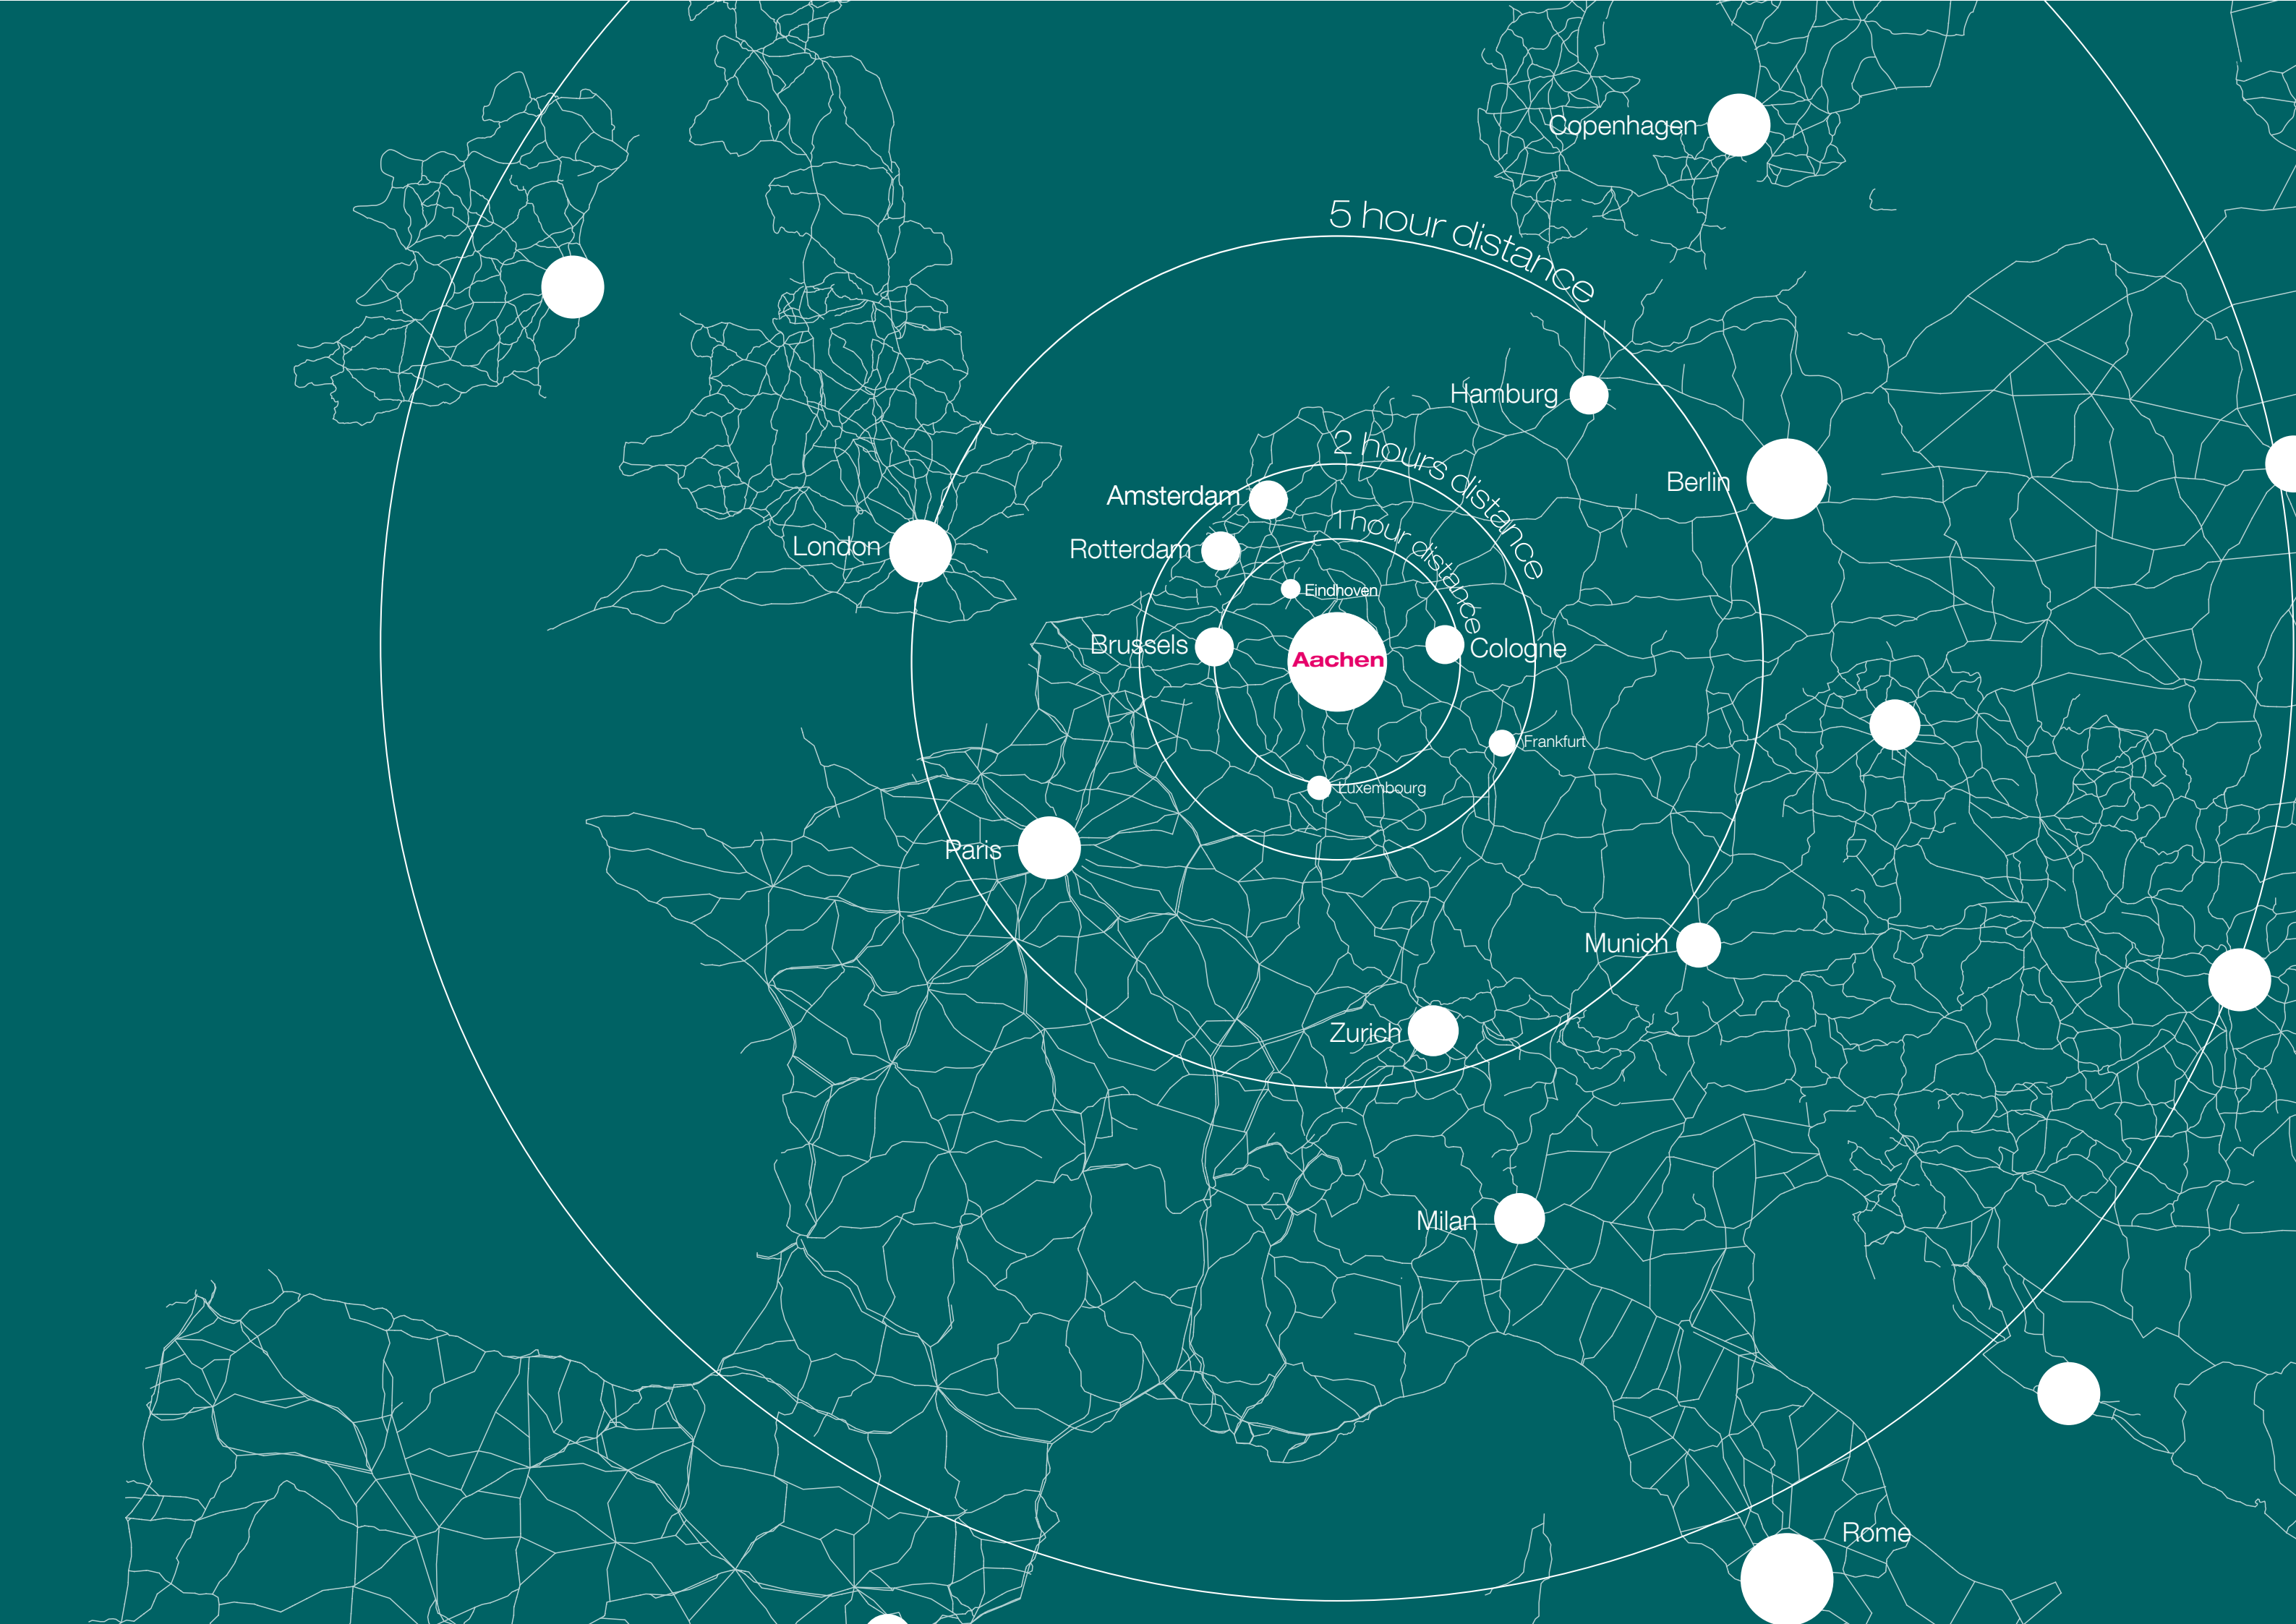 Copenhagen
5 hour distance
Hamburg
2 hours distance
Berlin
Amsterdam
1 hour distance
London
Rotterdam
Eindhoven
Brussels
Aachen
Cologne
Frankfurt
Luxembourg
Paris
Munich
Zurich
Milan
Rome